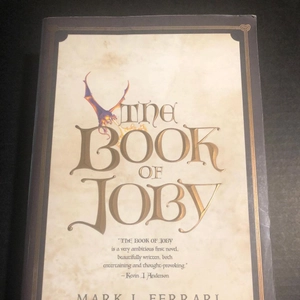 THE
BOOK
OF
JOBY
"THE BOOK OF JOBY
is a very ambitious first novel,
beautifully written, both
entertaining and thought-provoking."
- Kevin J. Anderson
MARK J. FERRARI